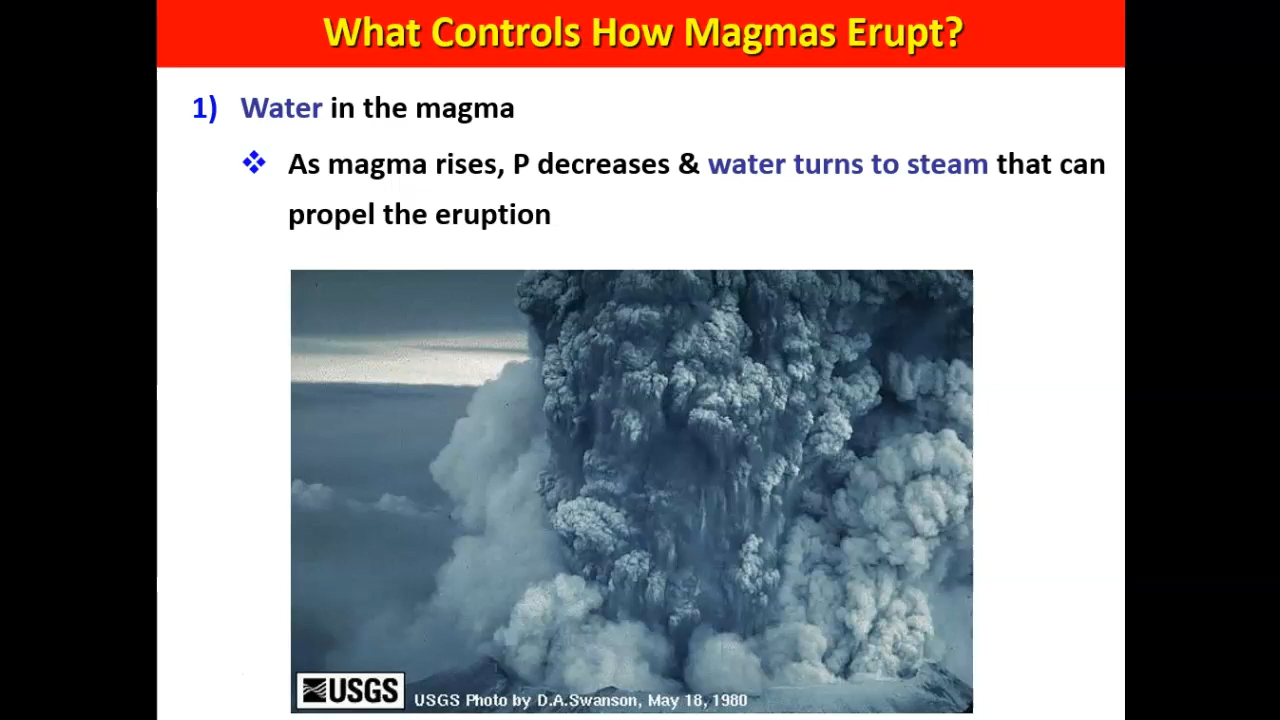 What Controls How Magmas Erupt?
1) Water in the magma
❖ As magma rises, P decreases & water turns to steam that can
propel the eruption
USGS
USGS Photo by D.A.Swanson, May 18, 1980